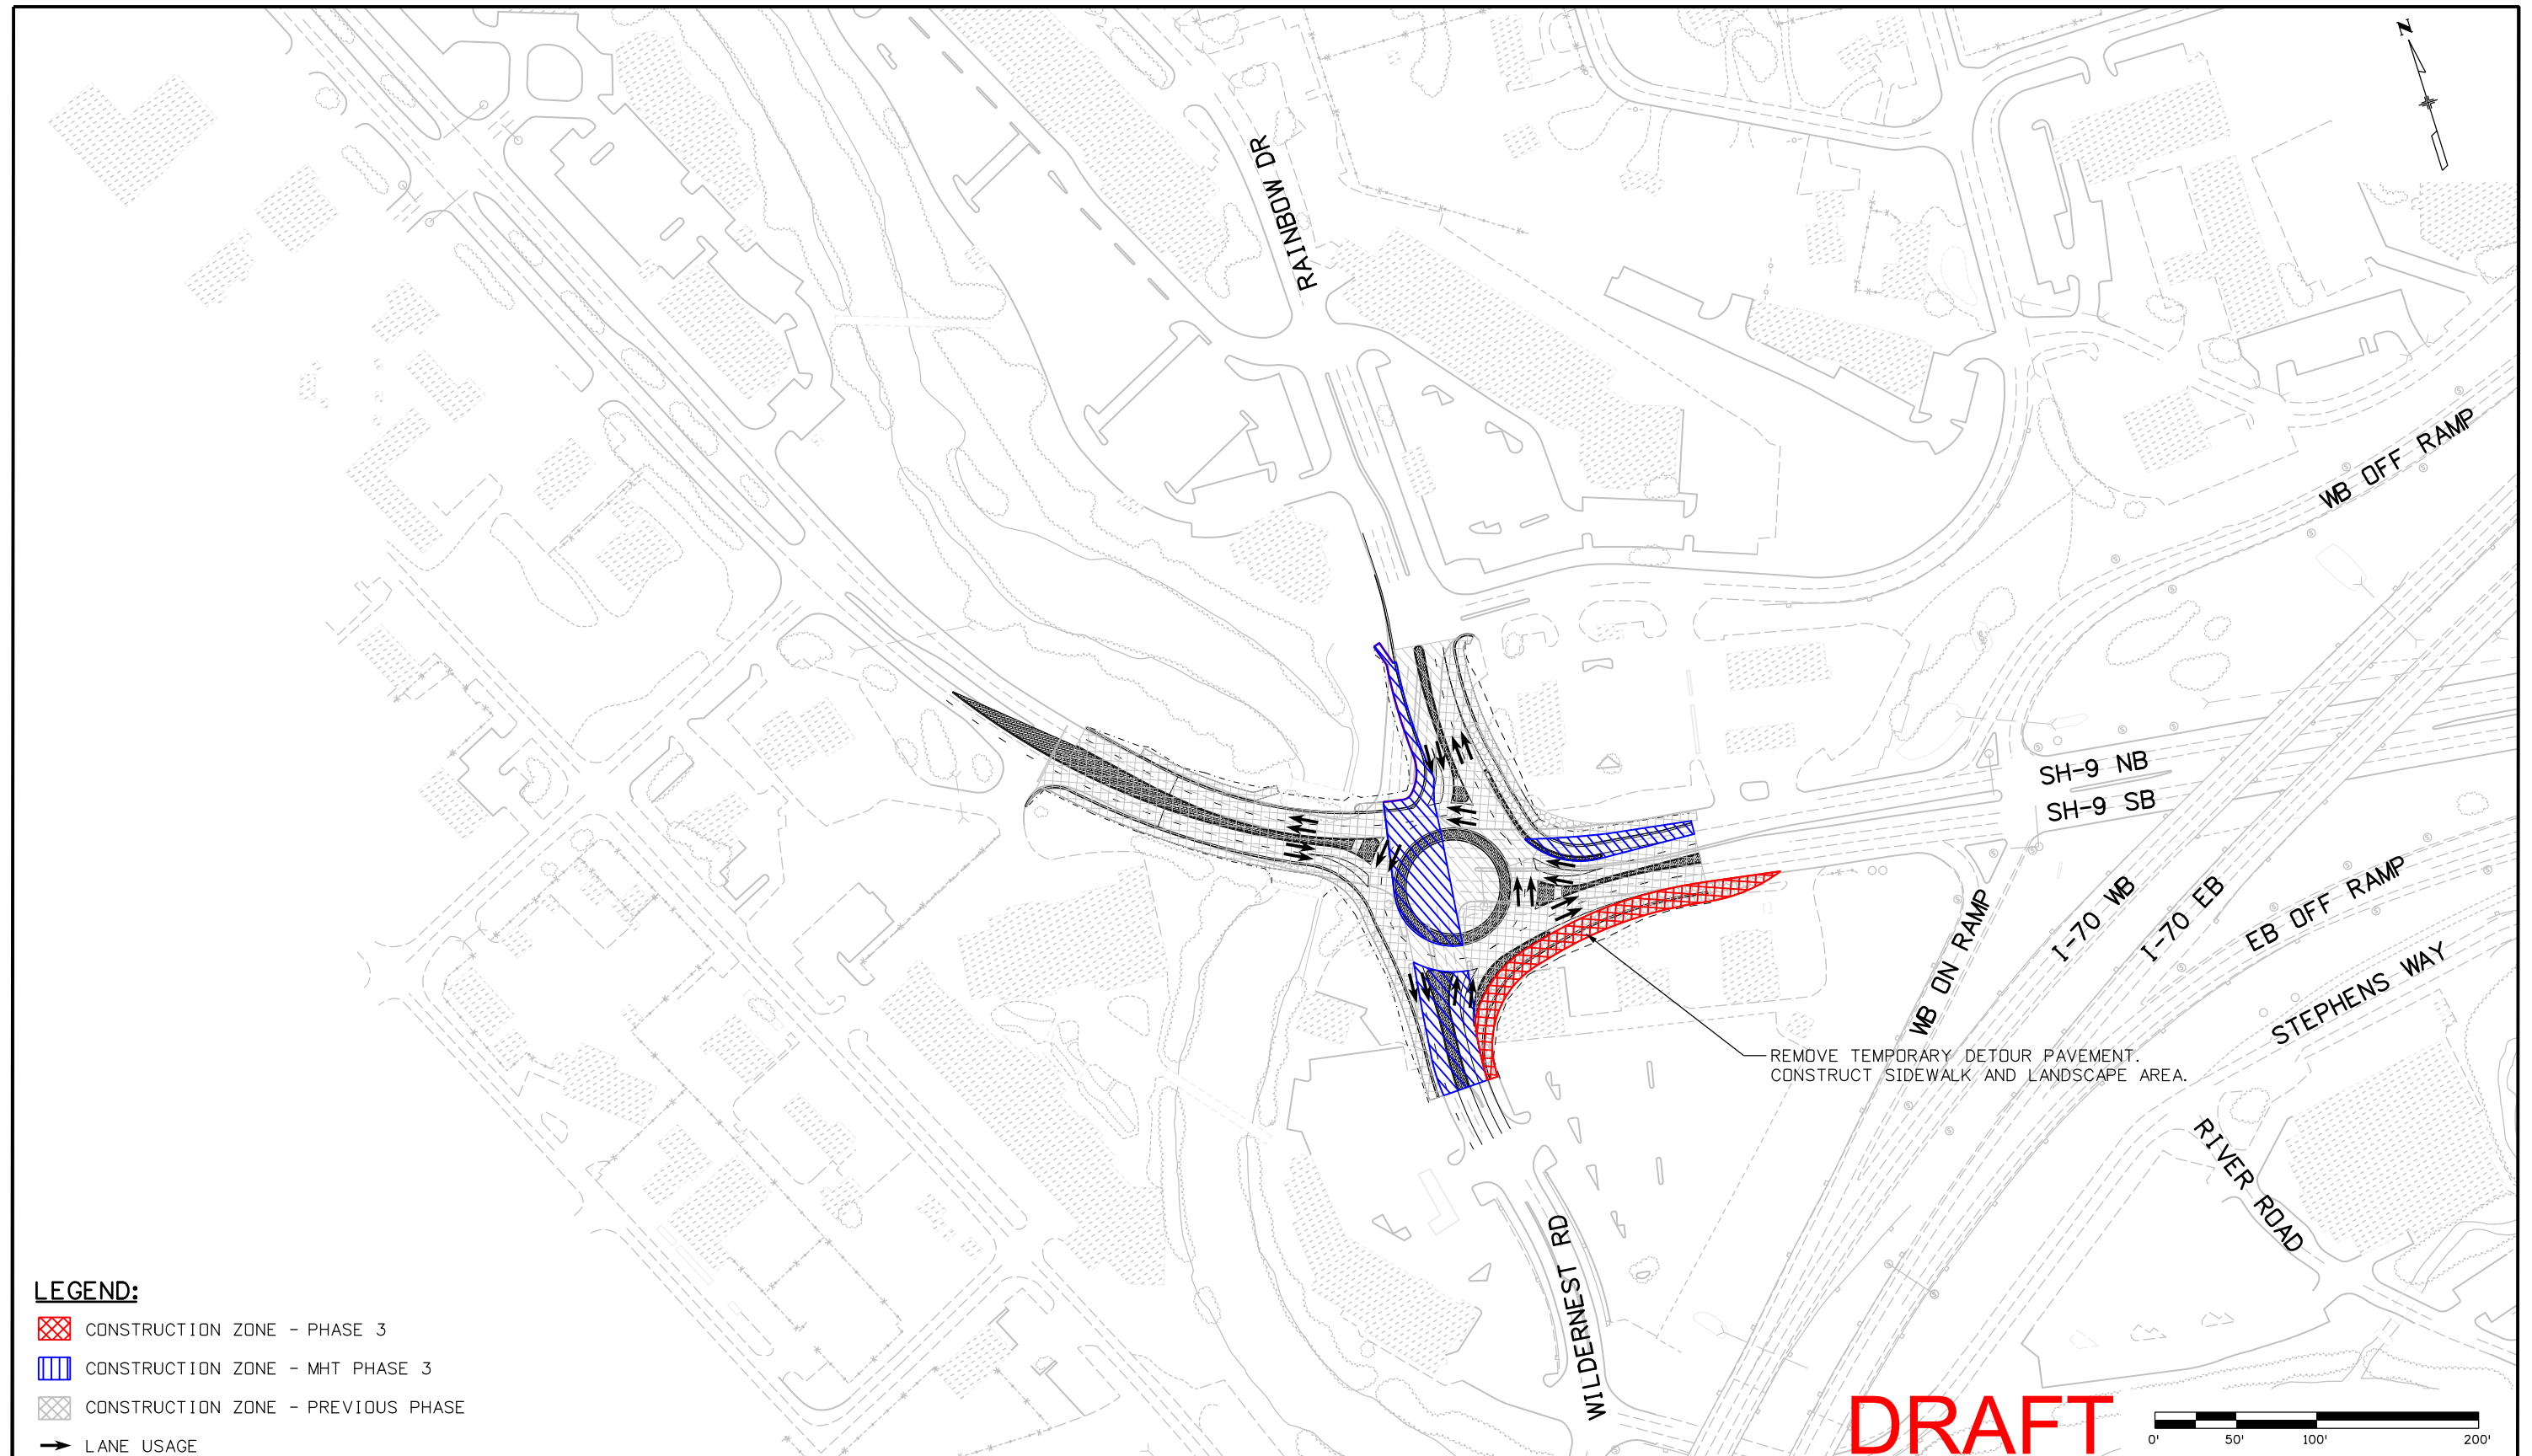 N
RAINBOW DR
WB OFF RAMP
SH-9 NB
SH-9 SB
WB ON RAMP
I-70 WB
I-70 EB
EB OFF RAMP
STEPHENS WAY
REMOVE TEMPORARY DETOUR PAVEMENT.
CONSTRUCT SIDEWALK AND LANDSCAPE AREA.
RIVER ROAD
WILDERNEST RD
LEGEND:
CONSTRUCTION ZONE - PHASE 3
CONSTRUCTION ZONE - MHT PHASE 3
CONSTRUCTION ZONE - PREVIOUS PHASE
LANE USAGE
DRAFT
0' 50' 100' 200'